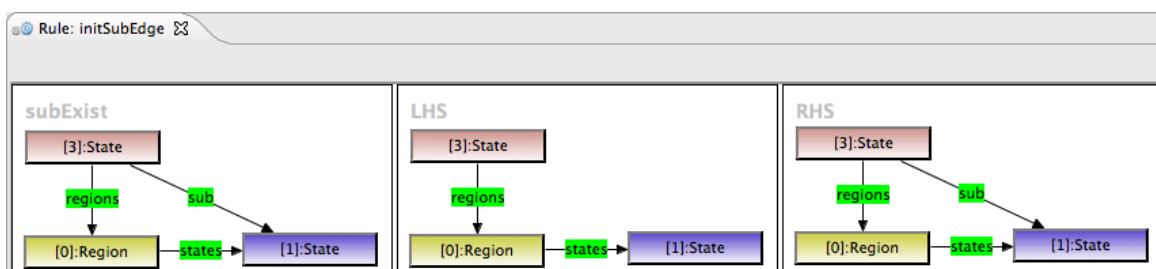 Rule: initSubEdge
subExist
[3]:State
regions
sub
[0]:Region
states
[1]:State
LHS
[3]:State
regions
[0]:Region
states
[1]:State
RHS
[3]:State
regions
sub
[0]:Region
states
[1]:State